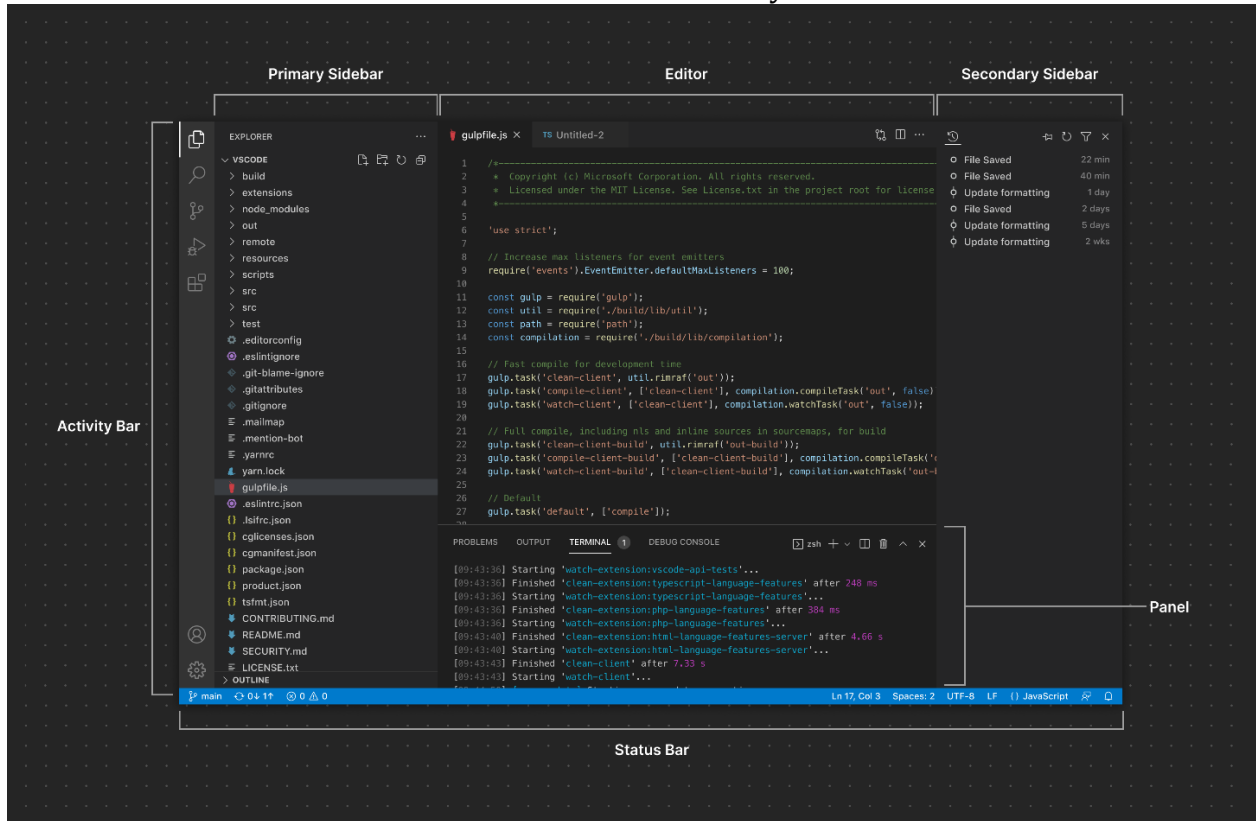 Primary Sidebar
Editor
Secondary Sidebar
Activity Bar
EXPLORER
VSCODE
build
extensions
node_modules
out
remote
resources
scripts
src
src
test
.editorconfig
.eslintignore
.git-blame-ignore
.gitattributes
.gitignore
.mailmap
.mention-bot
.yarnrc
yarn.lock
gulpfile.js
.eslintrc.json
.lsifrc.json
cglicenses.json
cgmanifest.json
package.json
product.json
tsfmt.json
CONTRIBUTING.md
README.md
SECURITY.md
LICENSE.txt
OUTLINE
gulpfile.js
TS Untitled-2
1 /*
2 * Copyright (c) Microsoft Corporation. All rights reserved.
3 * Licensed under the MIT License. See License.txt in the project root for license
4 *
5
6 'use strict';
7
8 // Increase max listeners for event emitters
9 require('events').EventEmitter.defaultMaxListeners = 100;
10
11 const gulp = require('gulp');
12 const util = require('./build/lib/util');
13 const path = require('path');
14 const compilation = require('./build/lib/compilation');
15
16 // Fast compile for development time
17 gulp.task('clean-client', util.rimraf('out'));
18 gulp.task('compile-client', ['clean-client'], compilation.compileTask('out', false)
19 gulp.task('watch-client', ['clean-client'], compilation.watchTask('out', false));
20
21 // Full compile, including nls and inline sources in sourcemaps, for build
22 gulp.task('clean-client-build', util.rimraf('out-build'));
23 gulp.task('compile-client-build', ['clean-client-build'], compilation.compileTask('
24 gulp.task('watch-client-build', ['clean-client-build'], compilation.watchTask('out-
25
26 // Default
27 gulp.task('default', ['compile']);
File Saved 22 min
File Saved 40 min
Update formatting 1 day
File Saved 2 days
Update formatting 5 days
Update formatting 2 wks
PROBLEMS OUTPUT TERMINAL 1 DEBUG CONSOLE zsh
[09:43:36] Starting 'watch-extension:vscode-api-tests'...
[09:43:36] Finished 'clean-extension:typescript-language-features' after 248 ms
[09:43:36] Starting 'watch-extension:typescript-language-features'...
[09:43:36] Finished 'clean-extension:php-language-features' after 384 ms
[09:43:36] Starting 'watch-extension:php-language-features'...
[09:43:40] Finished 'clean-extension:html-language-features-server' after 4.66 s
[09:43:40] Starting 'watch-extension:html-language-features-server'...
[09:43:43] Finished 'clean-client' after 7.33 s
[09:43:43] Starting 'watch-client'...
Panel
main 0↓ 1↑ 0 0 Ln 17, Col 3 Spaces: 2 UTF-8 LF {} JavaScript
Status Bar